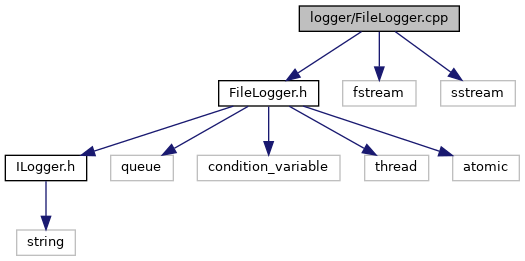 logger/FileLogger.cpp
FileLogger.h
fstream
sstream
ILogger.h
queue
condition_variable
thread
atomic
string